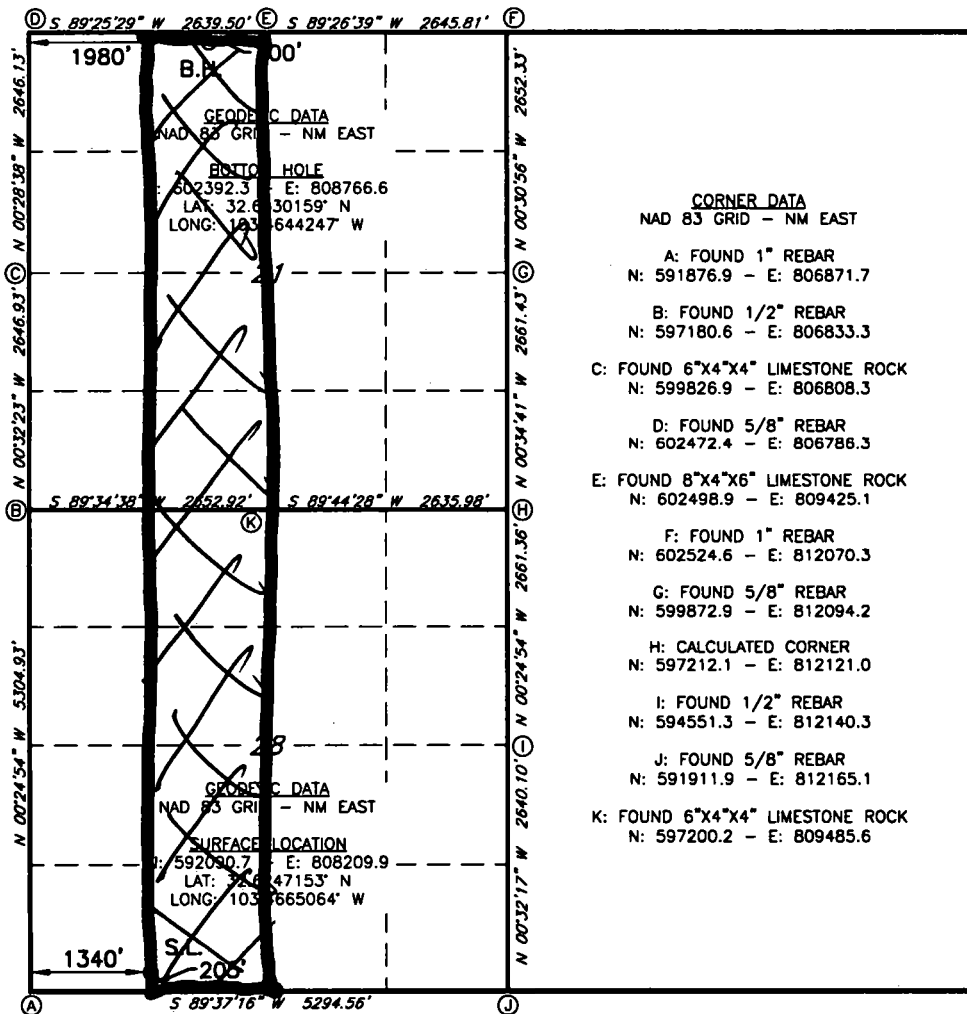 D S 89°25'29" W 2639.50' E S 89°26'39" W 2645.81' F
1980'
B.H.
GEODETIC DATA
NAD 83 GRID - NM EAST
BOTTOM HOLE
602392.3 - E: 808766.6
LAT:
LONG:
21
N 00°28'38" W 2646.13'
C
N 00°32'23" W 2646.93'
B S 89°34'38" W 2652.92' K S 89°44'28" W 2635.98' H
N 00°24'54" W 5304.93'
28
GEODETIC DATA
NAD 83 GRID - NM EAST
SURFACE LOCATION
592090.7 - E: 808209.9
LAT:
LONG:
S.L.
1340'
A S 89°37'16" W 5294.56' J
N 00°30'56" W 2652.33'
G
N 00°34'41" W 2661.43'
N 00°24'54" W 2661.36'
I
N 00°32'17" W 2640.10'
CORNER DATA
NAD 83 GRID - NM EAST
A: FOUND 1" REBAR
N: 591876.9 - E: 806871.7
B: FOUND 1/2" REBAR
N: 597180.6 - E: 806833.3
C: FOUND 6"X4"X4" LIMESTONE ROCK
N: 599826.9 - E: 806808.3
D: FOUND 5/8" REBAR
N: 602472.4 - E: 806786.3
E: FOUND 8"X4"X6" LIMESTONE ROCK
N: 602498.9 - E: 809425.1
F: FOUND 1" REBAR
N: 602524.6 - E: 812070.3
G: FOUND 5/8" REBAR
N: 599872.9 - E: 812094.2
H: CALCULATED CORNER
N: 597212.1 - E: 812121.0
I: FOUND 1/2" REBAR
N: 594551.3 - E: 812140.3
J: FOUND 5/8" REBAR
N: 591911.9 - E: 812165.1
K: FOUND 6"X4"X4" LIMESTONE ROCK
N: 597200.2 - E: 809485.6